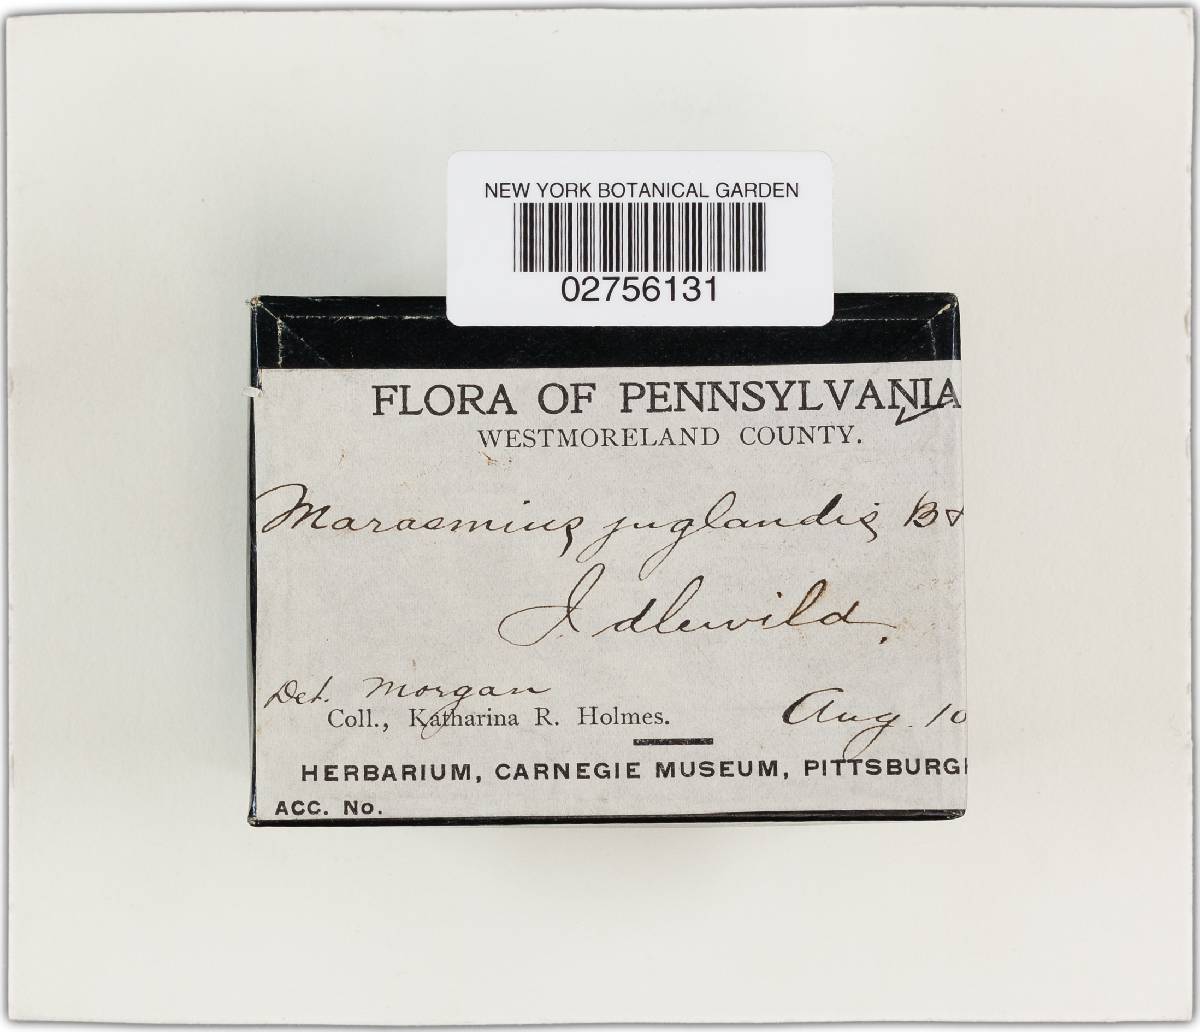 NEW YORK BOTANICAL GARDEN
02756131
FLORA OF PENNSYLVANIA
WESTMORELAND COUNTY.
Marasmius juglandis B&
Idlewild.
Det. Morgan
Coll., Katharina R. Holmes. Aug. 10
HERBARIUM, CARNEGIE MUSEUM, PITTSBURG
ACC. No.